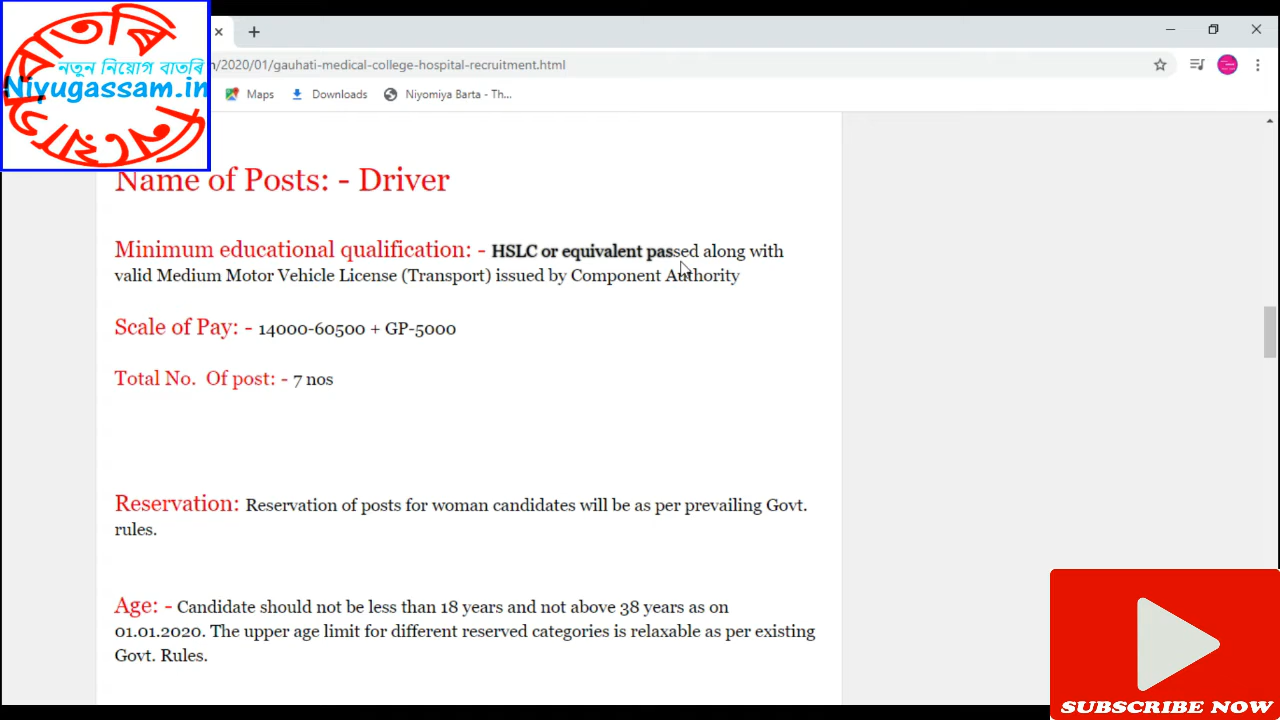 বাতৰি
নতুন নিয়োগ বাতৰি
Niyugassam.in
n/2020/01/gauhati-medical-college-hospital-recruitment.html
Maps Downloads Niyomiya Barta - Th...
Name of Posts: - Driver
Minimum educational qualification: - HSLC or equivalent passed along with
valid Medium Motor Vehicle License (Transport) issued by Component Authority
Scale of Pay: - 14000-60500 + GP-5000
Total No. Of post: - 7 nos
Reservation: Reservation of posts for woman candidates will be as per prevailing Govt.
rules.
Age: - Candidate should not be less than 18 years and not above 38 years as on
01.01.2020. The upper age limit for different reserved categories is relaxable as per existing
Govt. Rules.
SUBSCRIBE NOW